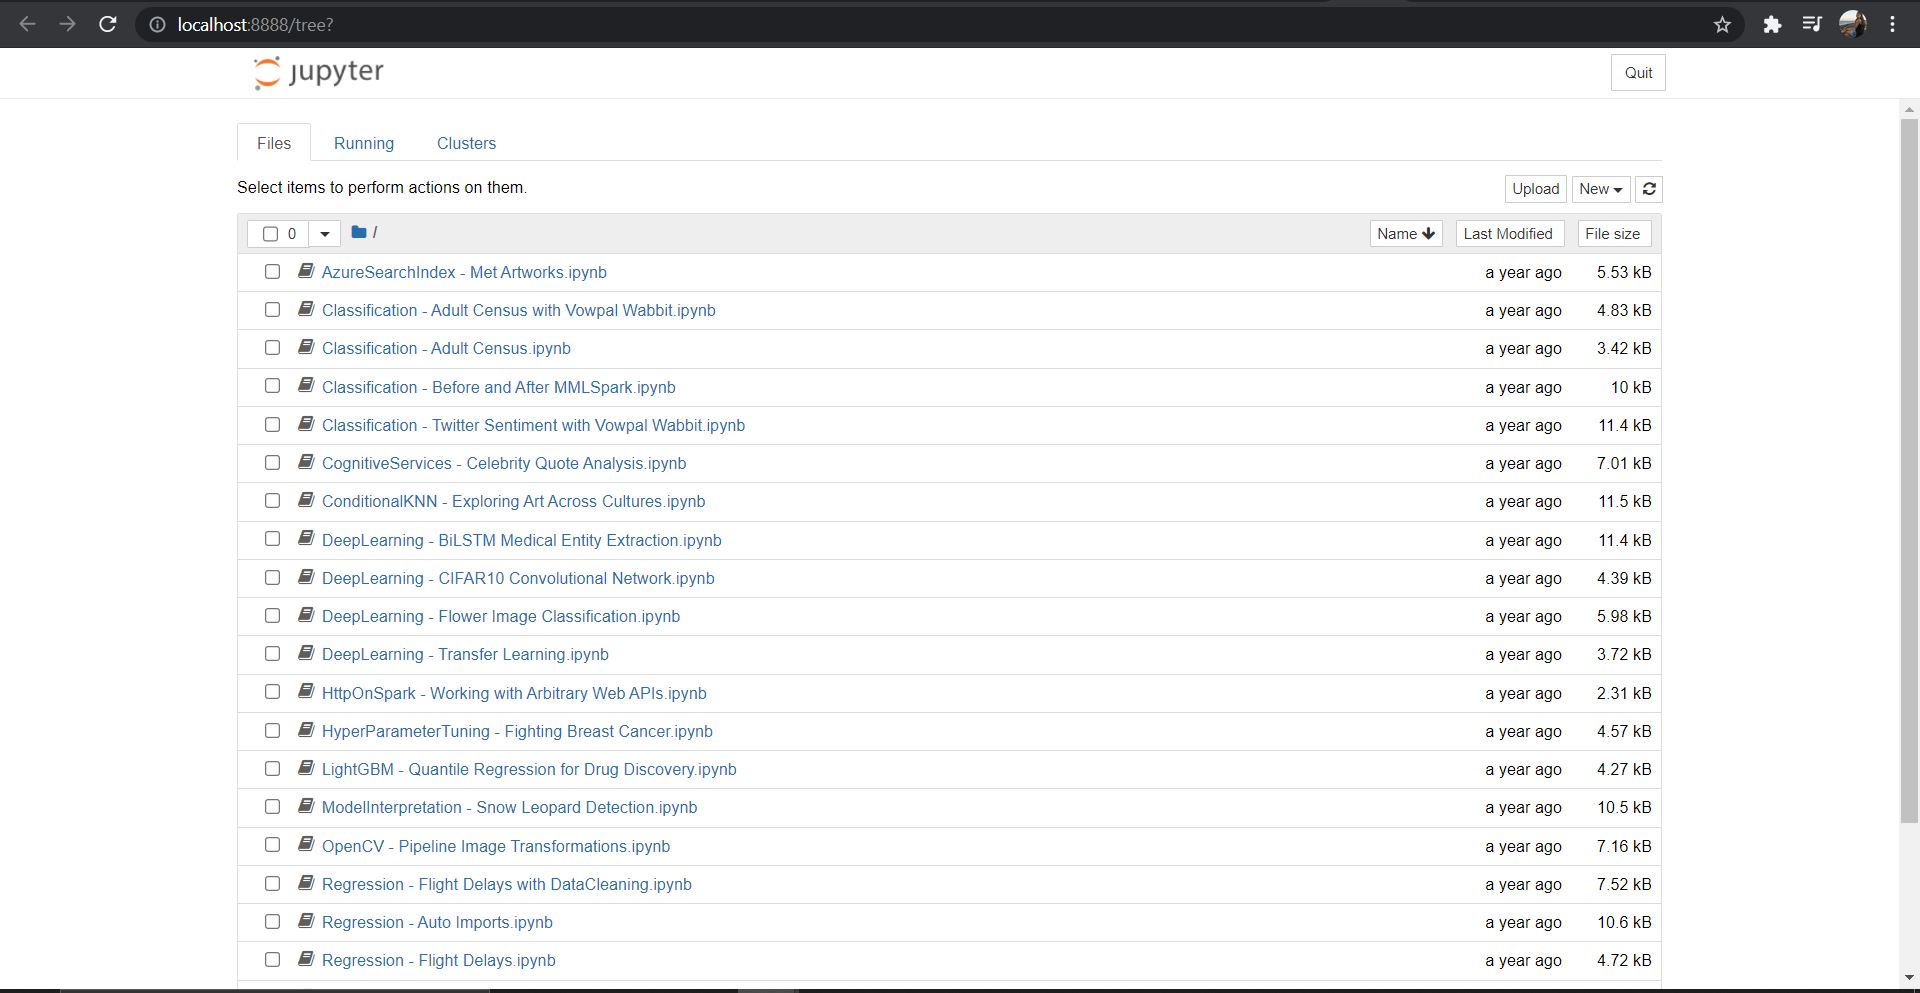 localhost:8888/tree?
jupyter
Quit
Files Running Clusters
Select items to perform actions on them.
Upload New
0 / Name Last Modified File size
AzureSearchIndex - Met Artworks.ipynb a year ago 5.53 kB
Classification - Adult Census with Vowpal Wabbit.ipynb a year ago 4.83 kB
Classification - Adult Census.ipynb a year ago 3.42 kB
Classification - Before and After MMLSpark.ipynb a year ago 10 kB
Classification - Twitter Sentiment with Vowpal Wabbit.ipynb a year ago 11.4 kB
CognitiveServices - Celebrity Quote Analysis.ipynb a year ago 7.01 kB
ConditionalKNN - Exploring Art Across Cultures.ipynb a year ago 11.5 kB
DeepLearning - BiLSTM Medical Entity Extraction.ipynb a year ago 11.4 kB
DeepLearning - CIFAR10 Convolutional Network.ipynb a year ago 4.39 kB
DeepLearning - Flower Image Classification.ipynb a year ago 5.98 kB
DeepLearning - Transfer Learning.ipynb a year ago 3.72 kB
HttpOnSpark - Working with Arbitrary Web APIs.ipynb a year ago 2.31 kB
HyperParameterTuning - Fighting Breast Cancer.ipynb a year ago 4.57 kB
LightGBM - Quantile Regression for Drug Discovery.ipynb a year ago 4.27 kB
ModelInterpretation - Snow Leopard Detection.ipynb a year ago 10.5 kB
OpenCV - Pipeline Image Transformations.ipynb a year ago 7.16 kB
Regression - Flight Delays with DataCleaning.ipynb a year ago 7.52 kB
Regression - Auto Imports.ipynb a year ago 10.6 kB
Regression - Flight Delays.ipynb a year ago 4.72 kB